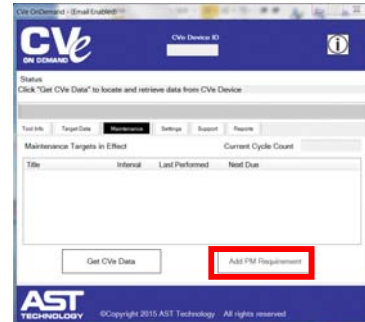 CVe OnDemand - (Email Enabled)
CVe
ON DEMAND
CVe Device ID
i
Status
Click "Get CVe Data" to locate and retrieve data from CVe Device
Tool Info Target Data Maintenance Settings Support Reports
Maintenance Targets in Effect Current Cycle Count
Title Interval Last Performed Next Due
Get CVe Data Add PM Requirement
AST
TECHNOLOGY ©Copyright 2015 AST Technology All rights reserved